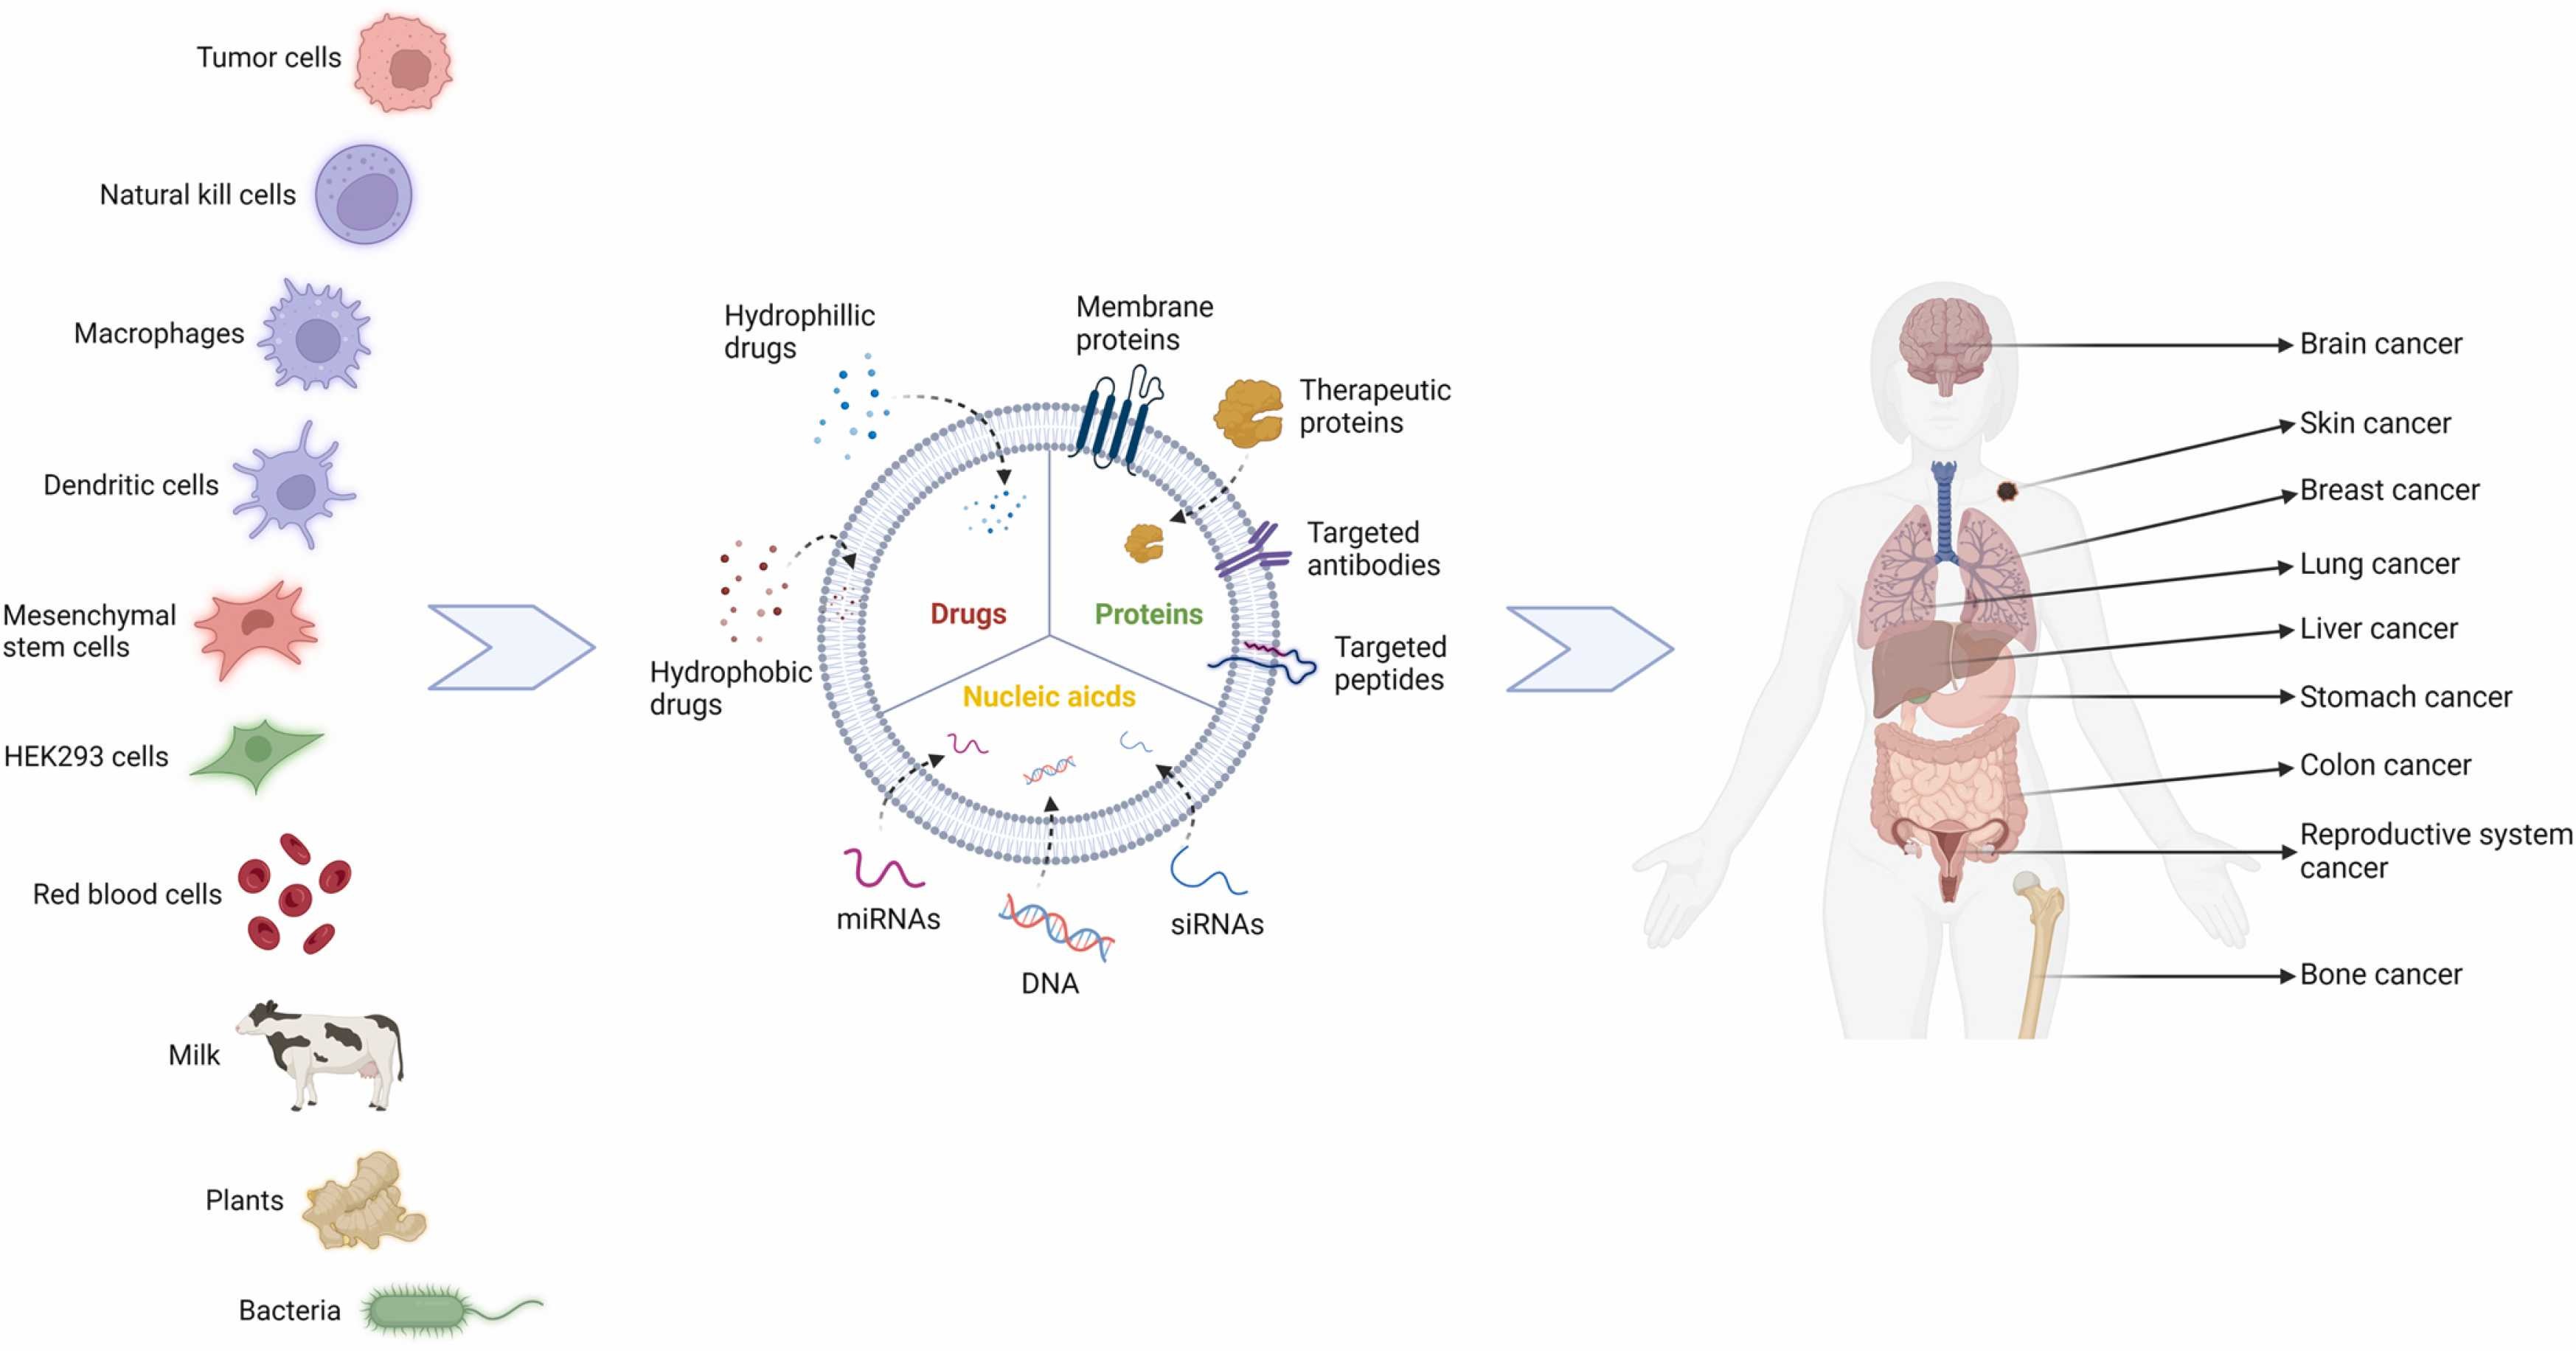 Tumor cells
Natural kill cells
Macrophages
Dendritic cells
Mesenchymal
stem cells
HEK293 cells
Red blood cells
Milk
Plants
Bacteria
Hydrophillic
drugs
Membrane
proteins
Therapeutic
proteins
Targeted
antibodies
Targeted
peptides
Hydrophobic
drugs
Drugs
Proteins
Nucleic aicds
miRNAs
DNA
siRNAs
Brain cancer
Skin cancer
Breast cancer
Lung cancer
Liver cancer
Stomach cancer
Colon cancer
Reproductive system
cancer
Bone cancer